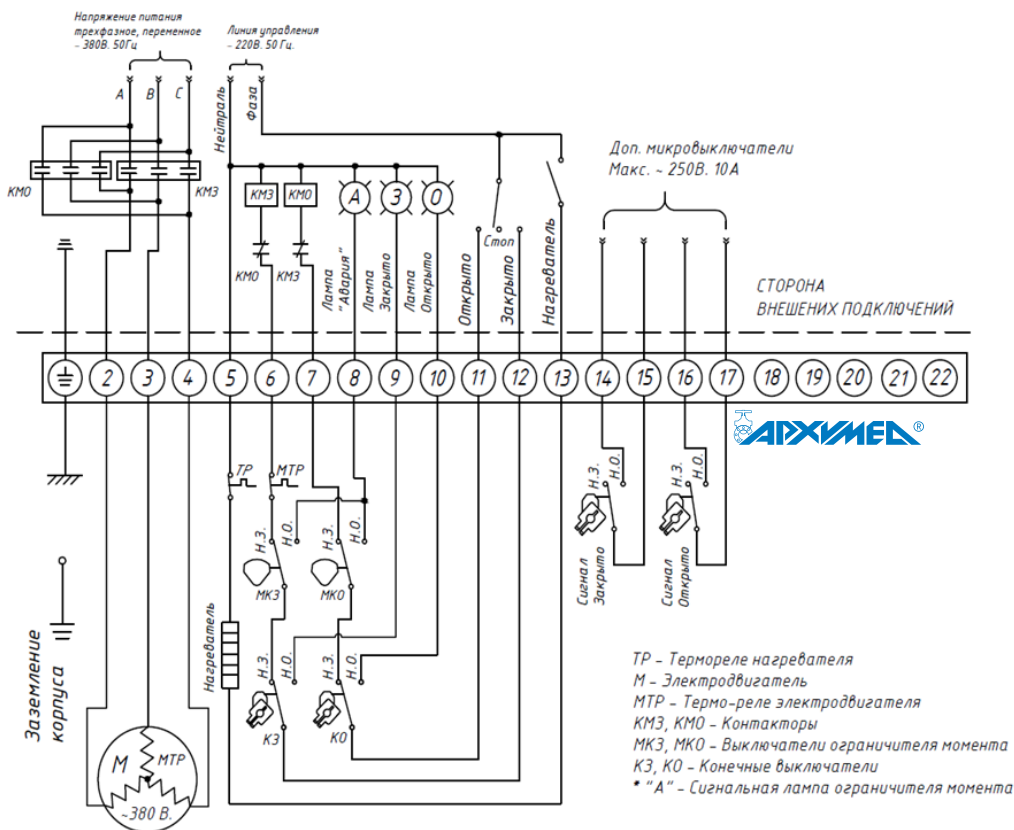 Напряжение питания
трехфазное, переменное
~ 380В. 50Гц
Линия управления
~ 220В. 50 Гц.
А
В
С
Нейтраль
Фаза
Доп. микровыключатели
Макс. ~ 250В. 10А
КМО
КМЗ
КМЗ
КМО
А
З
О
КМО
КМЗ
Лампа
"Авария"
Лампа
Закрыто
Лампа
Открыто
Открыто
Стоп
Закрыто
Нагреватель
СТОРОНА
ВНЕШЕНИХ ПОДКЛЮЧЕНИЙ
2
3
4
5
6
7
8
9
10
11
12
13
14
15
16
17
18
19
20
21
22
АРХИМЕД®
ТР
МТР
Н.З.
Н.О.
Н.З.
Н.О.
МКЗ
МКО
Н.З.
Н.О.
Н.З.
Н.О.
КЗ
КО
Нагреватель
Н.З.
Н.О.
Сигнал
Закрыто
Н.З.
Н.О.
Сигнал
Открыто
Заземление
корпуса
М
МТР
~380 В.
ТР – Термореле нагревателя
М – Электродвигатель
МТР – Термо-реле электродвигателя
КМЗ, КМО – Контакторы
МКЗ, МКО – Выключатели ограничителя момента
КЗ, КО – Конечные выключатели
* "А" – Сигнальная лампа ограничителя момента